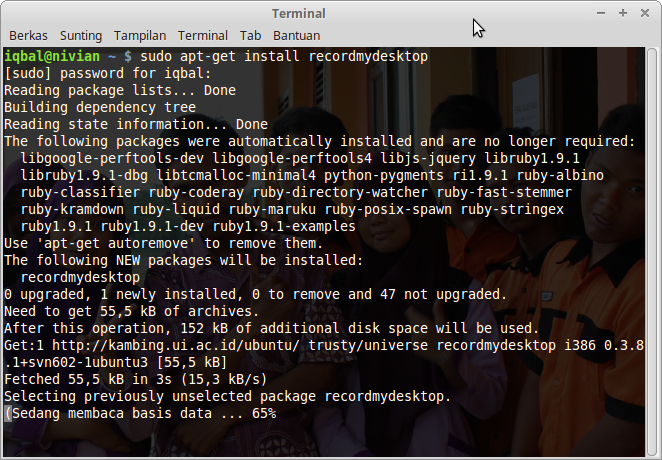 Terminal
Berkas Sunting Tampilan Terminal Tab Bantuan
iqbal@nivian ~ $ sudo apt-get install recordmydesktop
[sudo] password for iqbal:
Reading package lists... Done
Building dependency tree
Reading state information... Done
The following packages were automatically installed and are no longer required:
  libgoogle-perftools-dev libgoogle-perftools4 libjs-jquery libruby1.9.1
  libruby1.9.1-dbg libtcmalloc-minimal4 python-pygments ri1.9.1 ruby-albino
  ruby-classifier ruby-coderay ruby-directory-watcher ruby-fast-stemmer
  ruby-kramdown ruby-liquid ruby-maruku ruby-posix-spawn ruby-stringex
  ruby1.9.1 ruby1.9.1-dev ruby1.9.1-examples
Use 'apt-get autoremove' to remove them.
The following NEW packages will be installed:
  recordmydesktop
0 upgraded, 1 newly installed, 0 to remove and 47 not upgraded.
Need to get 55,5 kB of archives.
After this operation, 152 kB of additional disk space will be used.
Get:1 http://kambing.ui.ac.id/ubuntu/ trusty/universe recordmydesktop i386 0.3.8
.1+svn602-1ubuntu3 [55,5 kB]
Fetched 55,5 kB in 3s (15,3 kB/s)
Selecting previously unselected package recordmydesktop.
(Sedang membaca basis data ... 65%